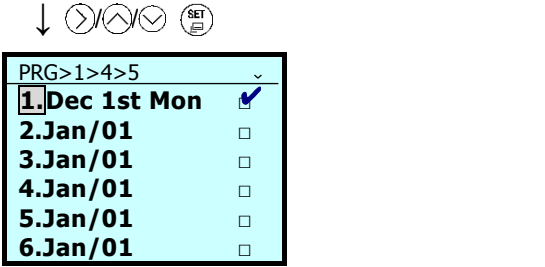 ↓ >/∧/∨ SET
PRG>1>4>5
1.Dec 1st Mon ✔
2.Jan/01 □
3.Jan/01 □
4.Jan/01 □
5.Jan/01 □
6.Jan/01 □